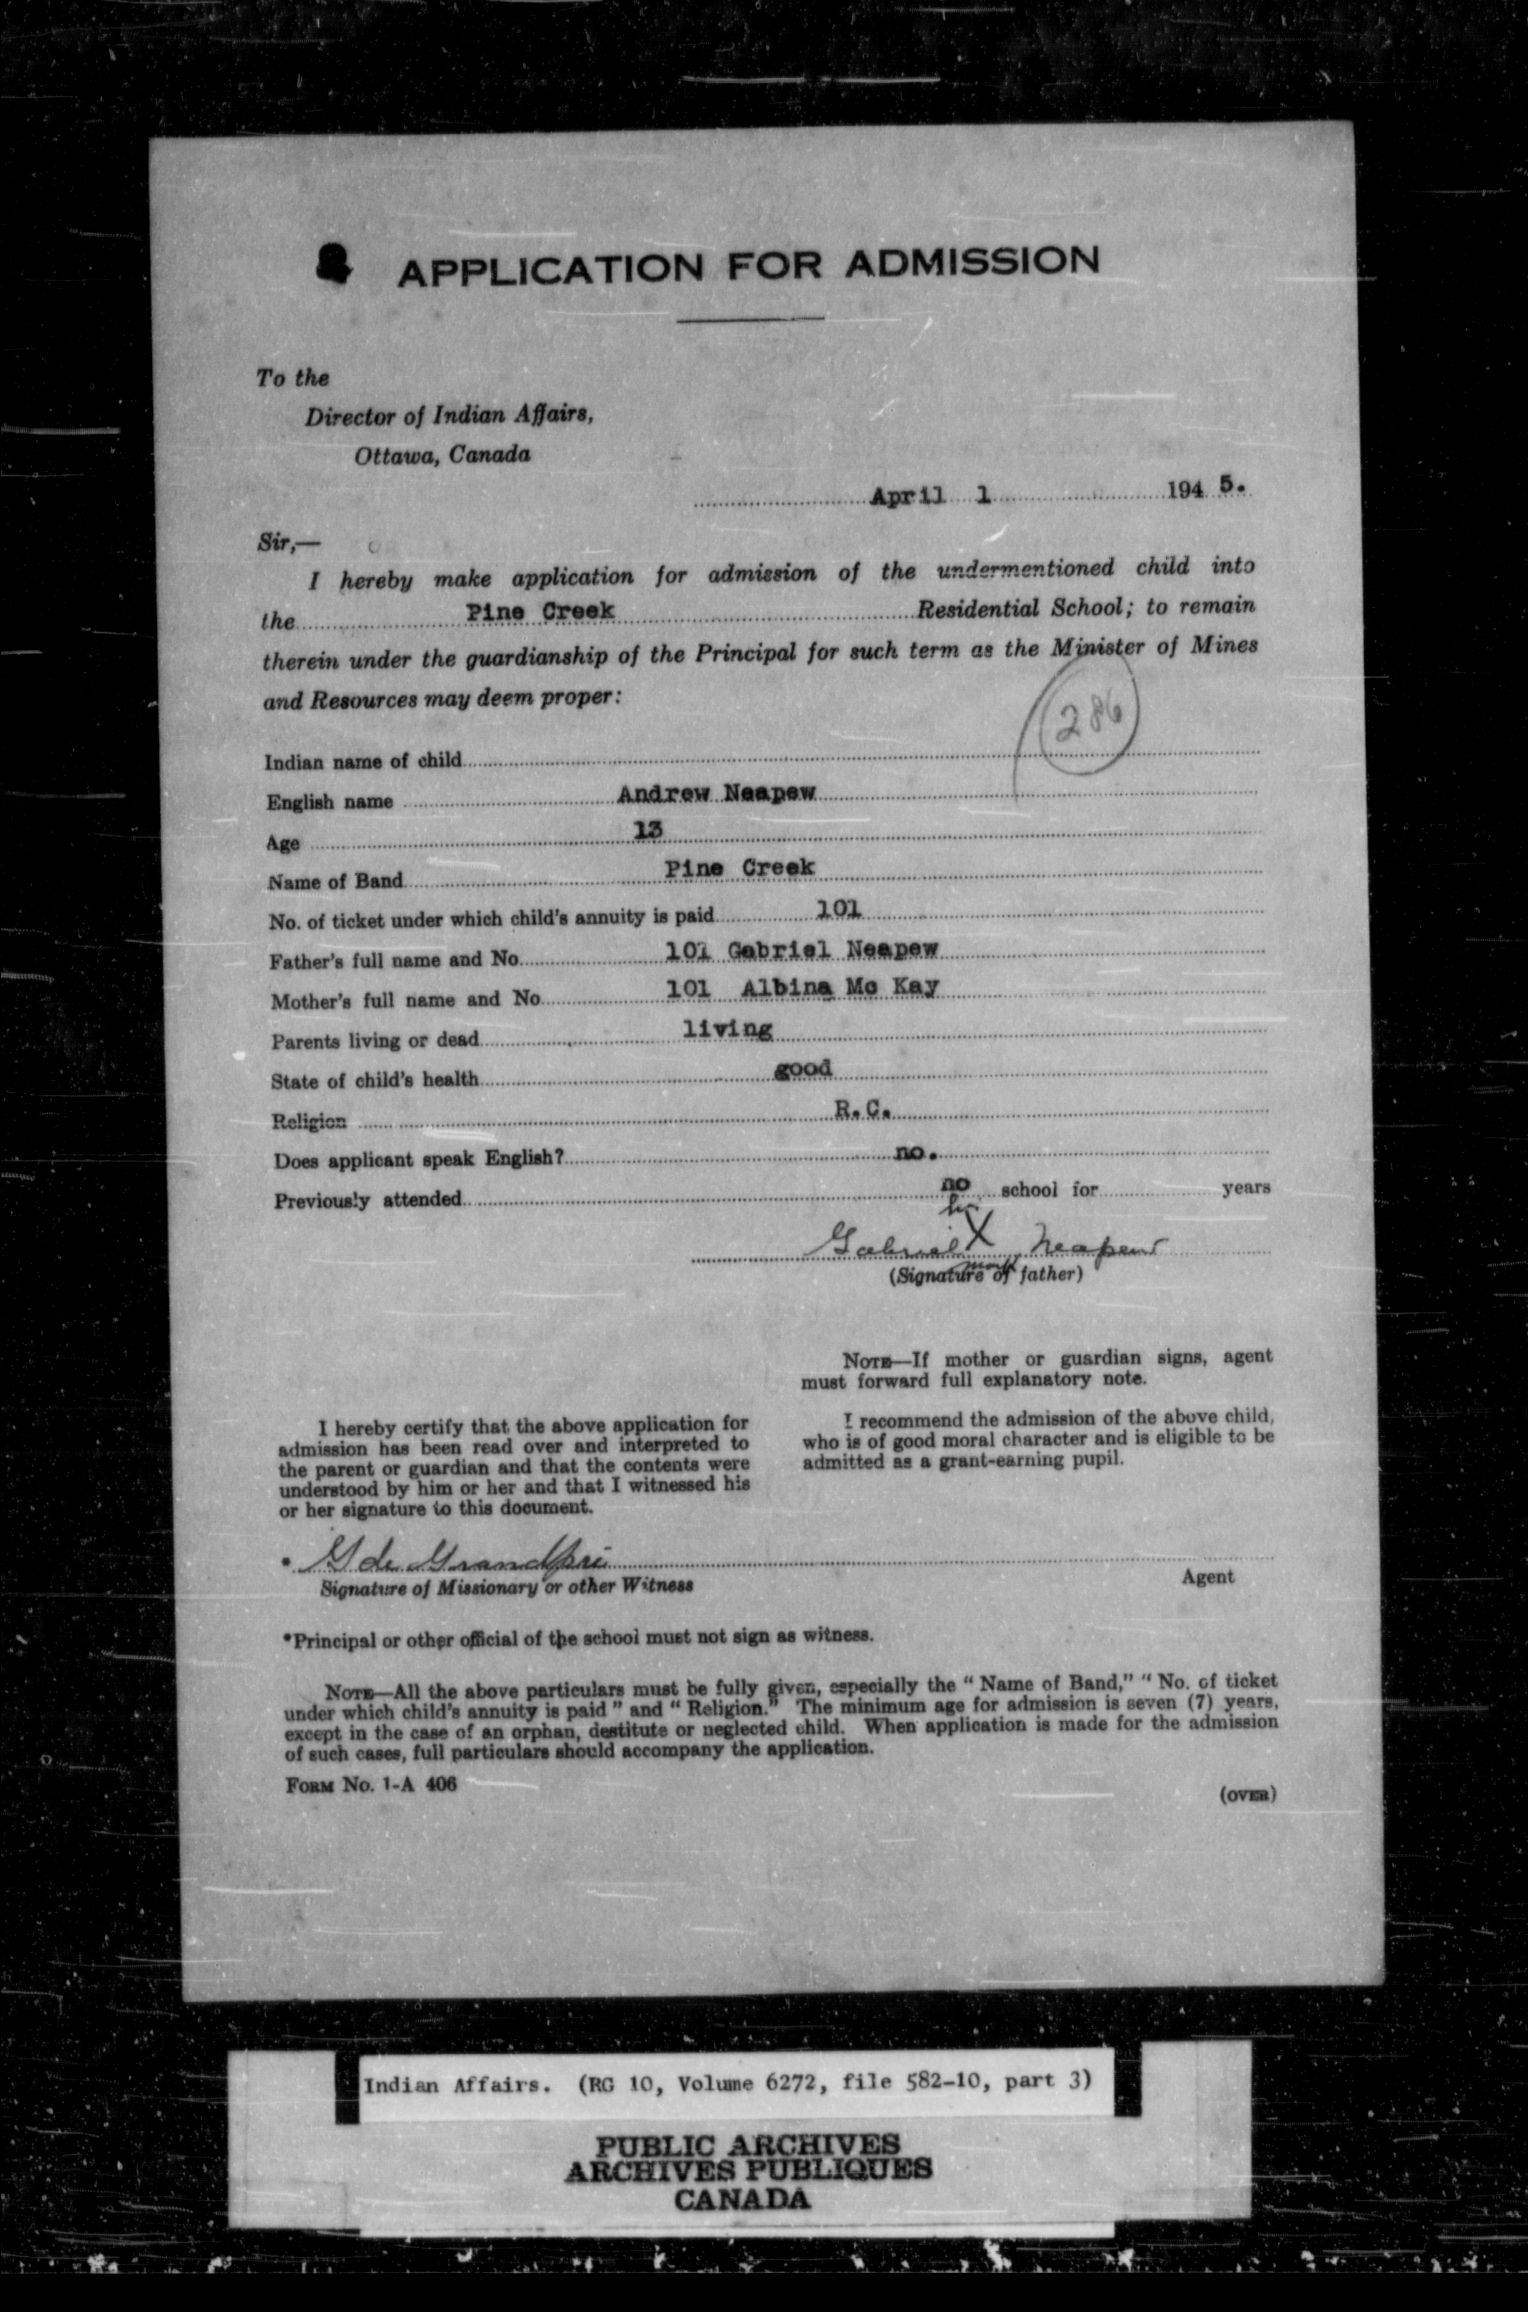 APPLICATION FOR ADMISSION
To the
Director of Indian Affairs,
Ottawa, Canada
April 1 194 5.
Sir,—
I hereby make application for admission of the undermentioned child into
the Pine Creek Residential School; to remain
therein under the guardianship of the Principal for such term as the Minister of Mines
and Resources may deem proper:
286
Indian name of child
English name Andrew Neapew
Age 13
Name of Band Pine Creek
No. of ticket under which child's annuity is paid 101
Father's full name and No. 101 Gabriel Neapew
Mother's full name and No. 101 Albina Mc Kay
Parents living or dead living
State of child's health good
Religion R.C.
Does applicant speak English? no.
Previously attended no school for years
his
Gabriel X Neapew
mark
(Signature of father)
NOTE—If mother or guardian signs, agent
must forward full explanatory note.
I hereby certify that the above application for
admission has been read over and interpreted to
the parent or guardian and that the contents were
understood by him or her and that I witnessed his
or her signature to this document.
I recommend the admission of the above child,
who is of good moral character and is eligible to be
admitted as a grant-earning pupil.
* G de Grandpré
Signature of Missionary or other Witness
Agent
*Principal or other official of the school must not sign as witness.
NOTE—All the above particulars must be fully given, especially the "Name of Band," "No. of ticket
under which child's annuity is paid" and "Religion." The minimum age for admission is seven (7) years,
except in the case of an orphan, destitute or neglected child. When application is made for the admission
of such cases, full particulars should accompany the application.
FORM No. 1-A 406
(OVER)
Indian Affairs. (RG 10, Volume 6272, file 582-10, part 3)
PUBLIC ARCHIVES
ARCHIVES PUBLIQUES
CANADA